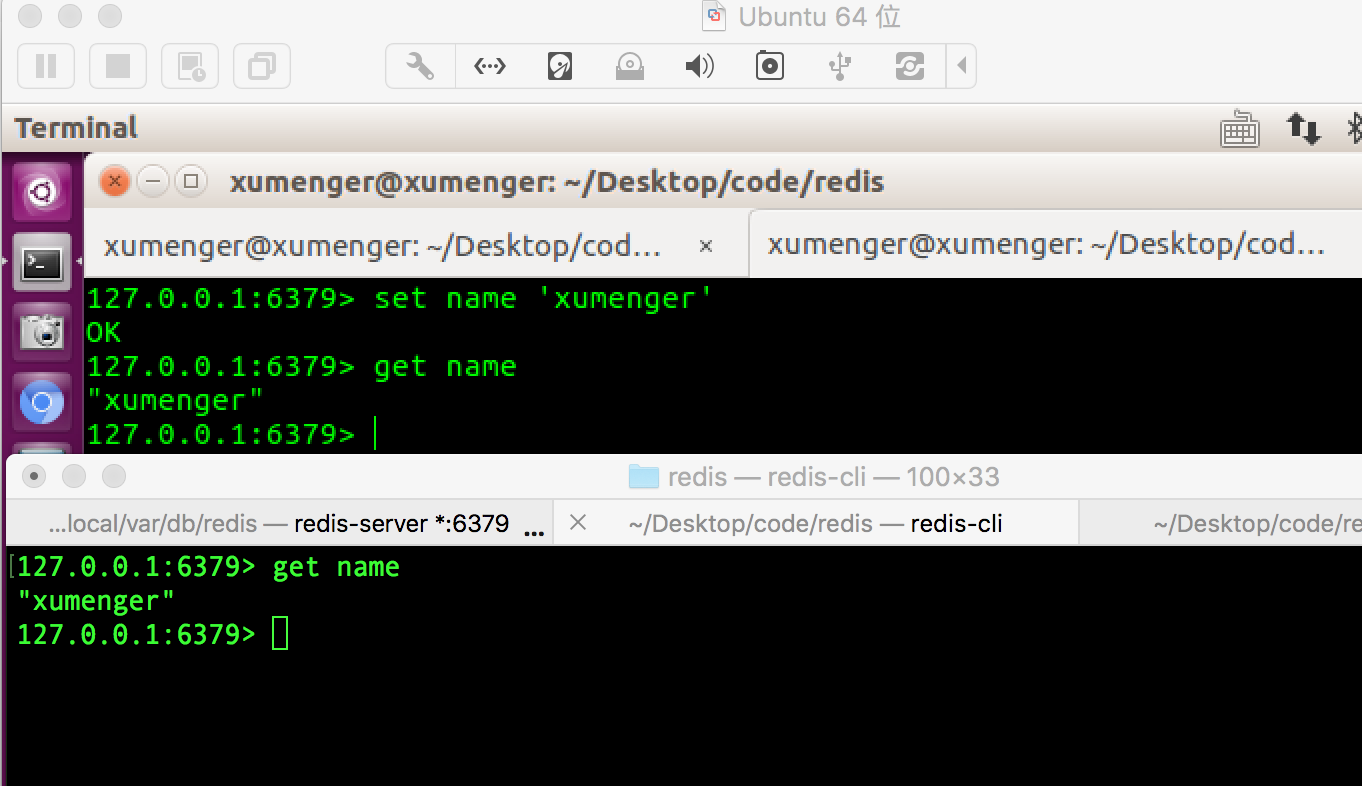 Ubuntu 64 位
Terminal
xumenger@xumenger: ~/Desktop/code/redis
xumenger@xumenger: ~/Desktop/cod... × xumenger@xumenger: ~/Desktop/cod...
127.0.0.1:6379> set name 'xumenger'
OK
127.0.0.1:6379> get name
"xumenger"
127.0.0.1:6379>
redis — redis-cli — 100×33
...local/var/db/redis — redis-server *:6379 ... ~/Desktop/code/redis — redis-cli ~/Desktop/code/re
[127.0.0.1:6379> get name
"xumenger"
127.0.0.1:6379>